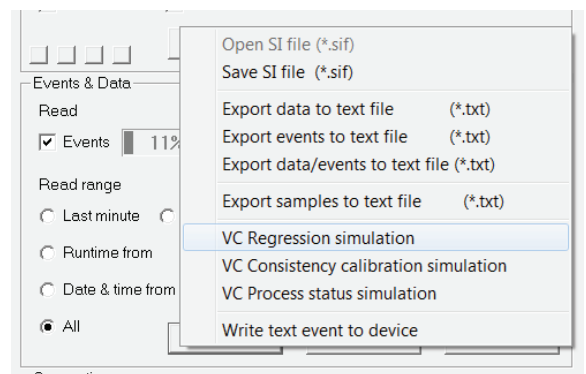 Open SI file (*.sif)
Save SI file (*.sif)
Events & Data
Read
Export data to text file (*.txt)
Events 11%
Export events to text file (*.txt)
Export data/events to text file (*.txt)
Read range
Export samples to text file (*.txt)
Last minute
VC Regression simulation
Runtime from
VC Consistency calibration simulation
Date & time from
VC Process status simulation
All
Write text event to device